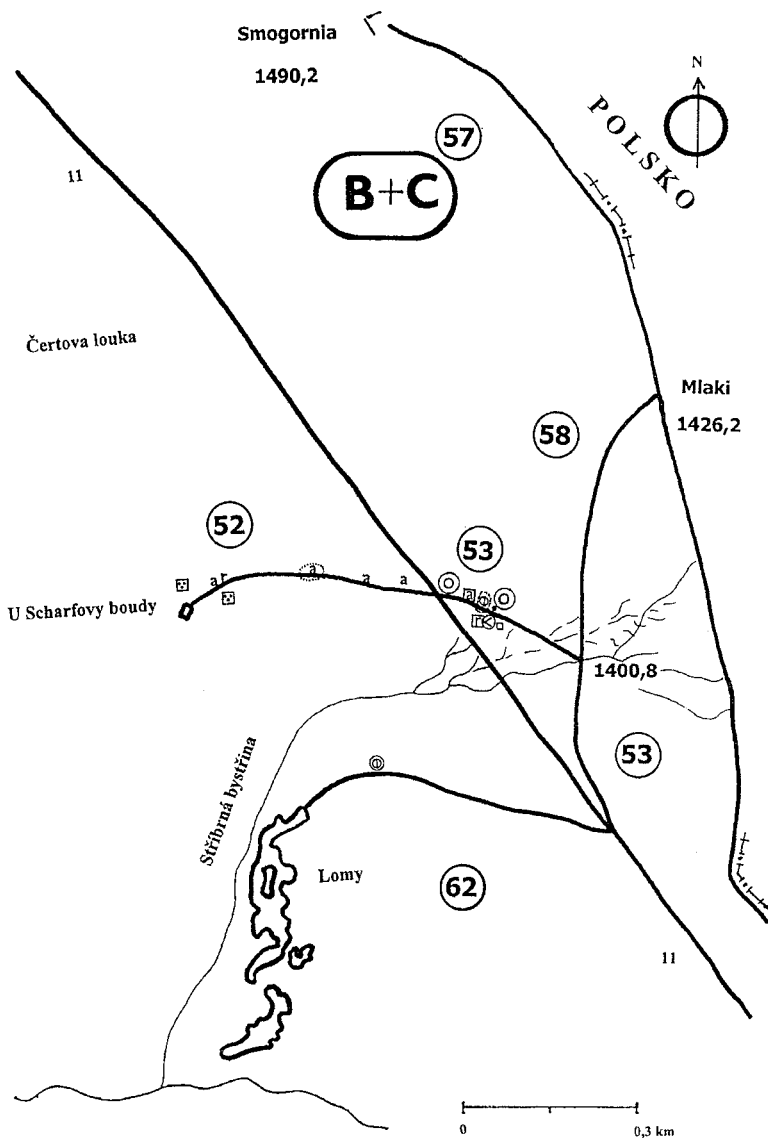 Smogornia
1490,2
N
POLSKO
57
B+C
11
Čertova louka
Mlaki
1426,2
58
52
53
a
ar
a
a
a
r
U Scharfovy boudy
1400,8
53
Stříbrná bystřina
Lomy
62
11
0
0,3 km